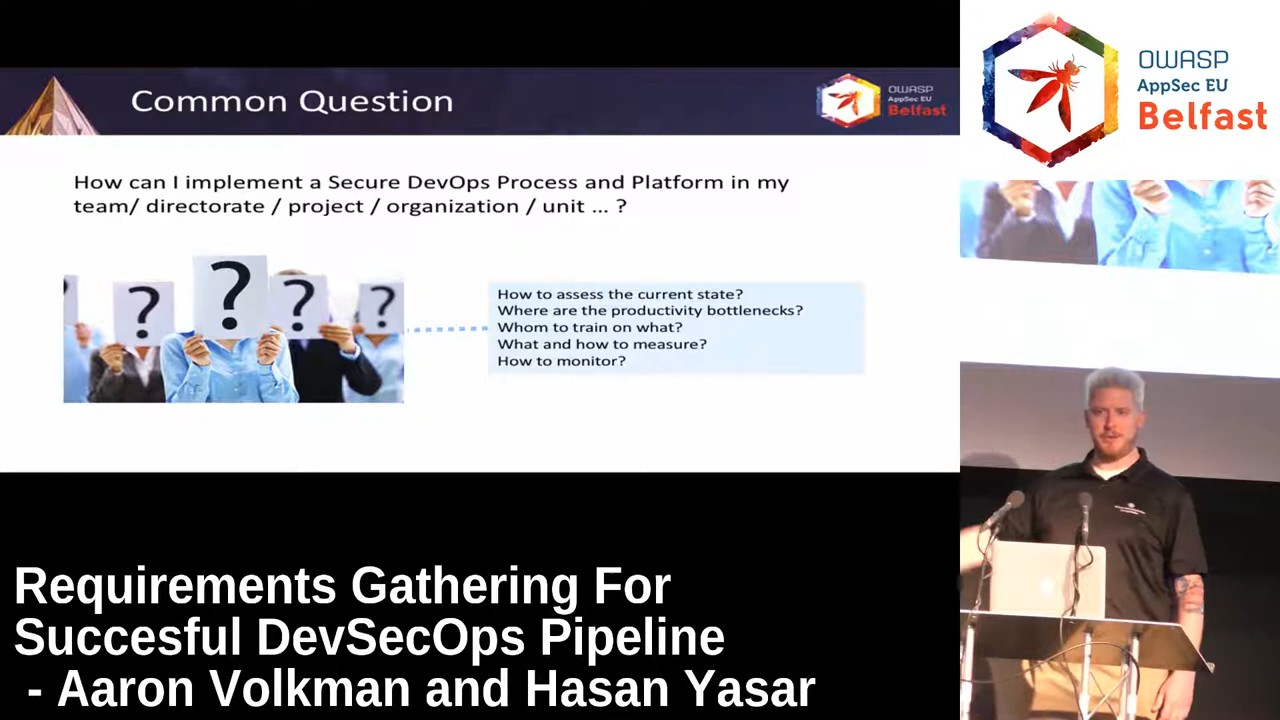 Common Question
OWASP
AppSec EU
Belfast
How can I implement a Secure DevOps Process and Platform in my
team/ directorate / project / organization / unit ... ?
?
?
?
?
How to assess the current state?
Where are the productivity bottlenecks?
Whom to train on what?
What and how to measure?
How to monitor?
OWASP
AppSec EU
Belfast
Requirements Gathering For
Succesful DevSecOps Pipeline
- Aaron Volkman and Hasan Yasar